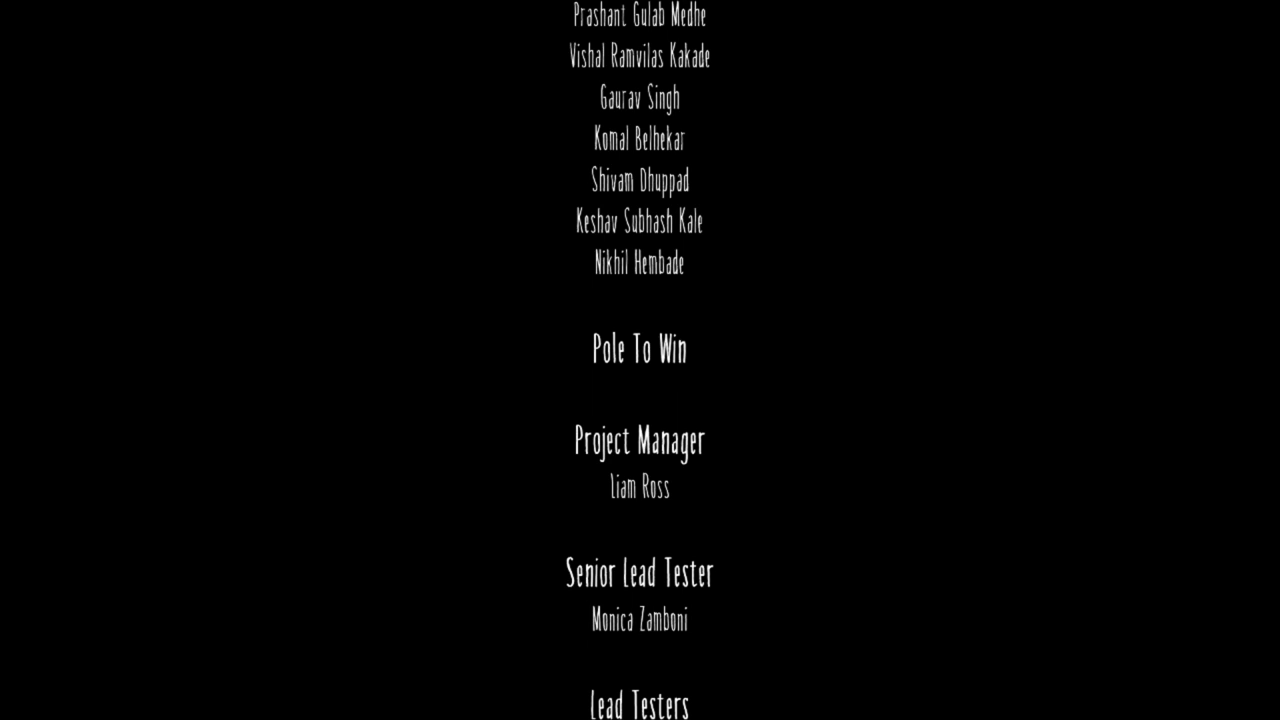 Prashant Gulab Medhe
Vishal Ramvilas Kakade
Gaurav Singh
Komal Belhekar
Shivam Dhuppad
Keshav Subhash Kale
Nikhil Hembade
Pole To Win
Project Manager
Liam Ross
Senior Lead Tester
Monica Zamboni
Lead Testers